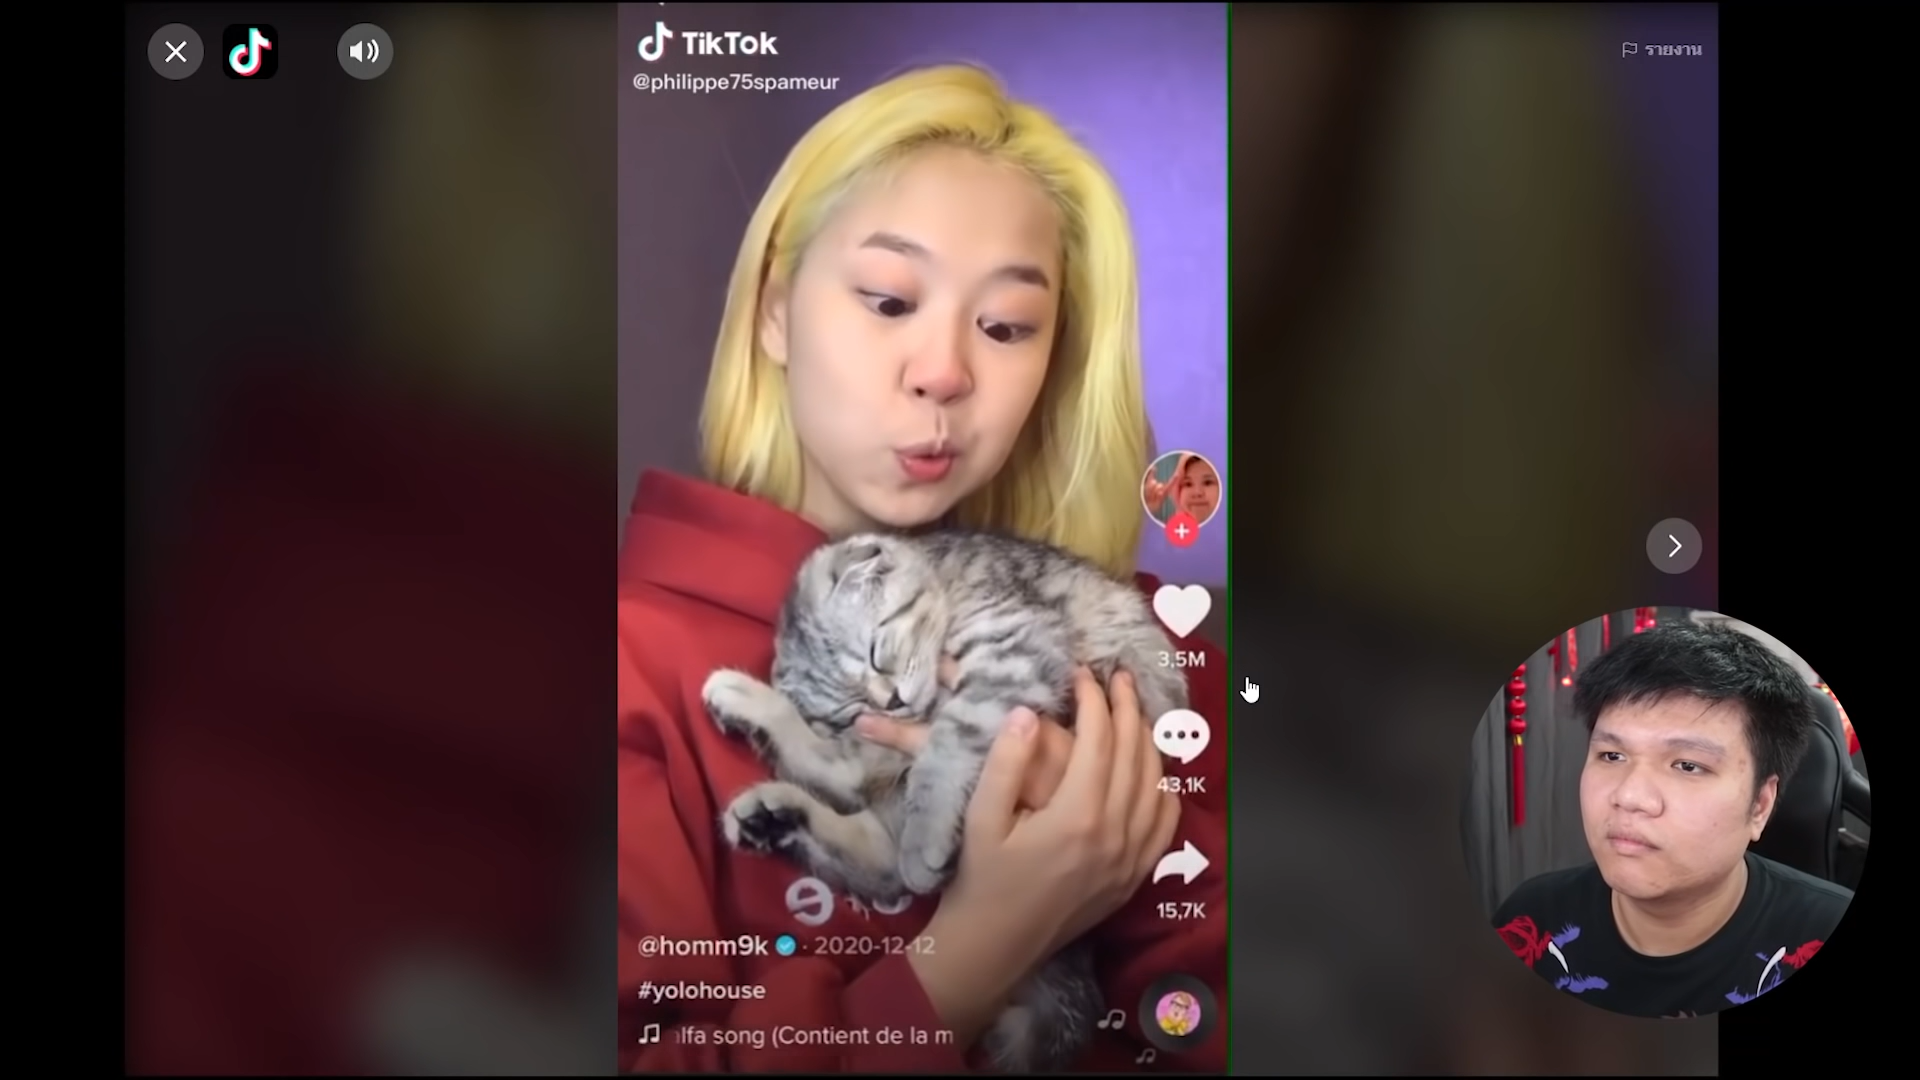 TikTok
@philippe75spameur
รายงาน
3,5M
43,1K
15,7K
@homm9k · 2020-12-12
#yolohouse
lfa song (Contient de la m